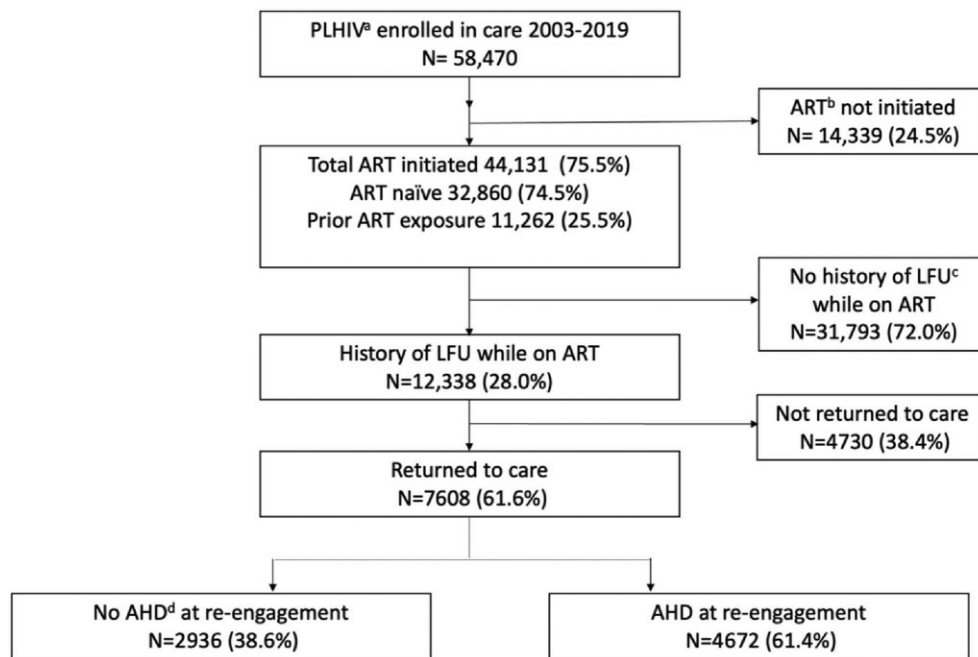 PLHIVᵃ enrolled in care 2003-2019
N= 58,470
ARTᵇ not initiated
N= 14,339 (24.5%)
Total ART initiated 44,131 (75.5%)
ART naïve 32,860 (74.5%)
Prior ART exposure 11,262 (25.5%)
No history of LFUᶜ
while on ART
N=31,793 (72.0%)
History of LFU while on ART
N=12,338 (28.0%)
Not returned to care
N=4730 (38.4%)
Returned to care
N=7608 (61.6%)
No AHDᵈ at re-engagement
N=2936 (38.6%)
AHD at re-engagement
N=4672 (61.4%)